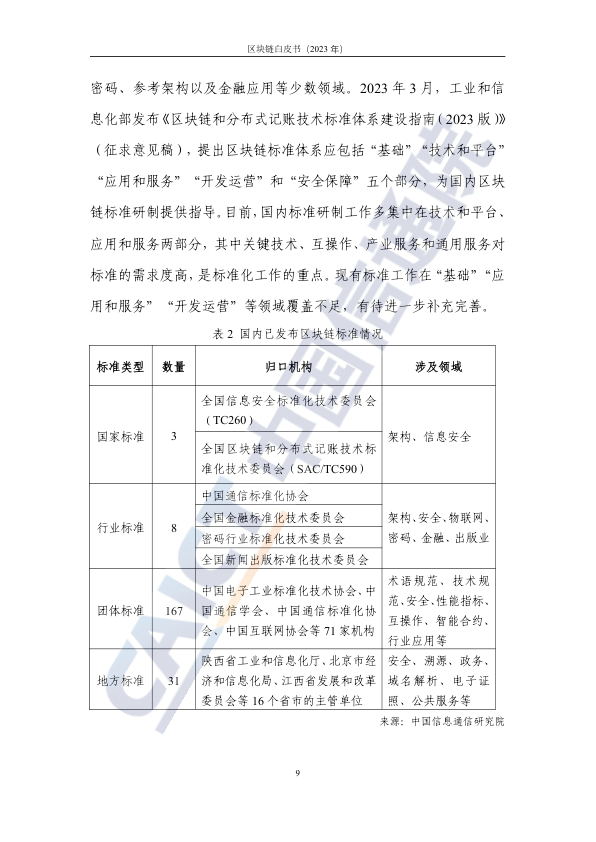 区块链白皮书（2023 年）
密码、参考架构以及金融应用等少数领域。2023 年 3 月，工业和信
息化部发布《区块链和分布式记账技术标准体系建设指南（2023 版）》
（征求意见稿），提出区块链标准体系应包括“基础”“技术和平台”
“应用和服务”“开发运营”和“安全保障”五个部分，为国内区块
链标准研制提供指导。目前，国内标准研制工作多集中在技术和平台、
应用和服务两部分，其中关键技术、互操作、产业服务和通用服务对
标准的需求度高，是标准化工作的重点。现有标准工作在“基础”“应
用和服务” “开发运营”等领域覆盖不足，有待进一步补充完善。
表 2 国内已发布区块链标准情况
标准类型 数量 归口机构 涉及领域
国家标准 3
全国信息安全标准化技术委员会
（TC260）
全国区块链和分布式记账技术标
准化技术委员会（SAC/TC590）
架构、信息安全
行业标准 8
中国通信标准化协会
全国金融标准化技术委员会
密码行业标准化技术委员会
全国新闻出版标准化技术委员会
架构、安全、物联网、
密码、金融、出版业
团体标准 167
中国电子工业标准化技术协会、中
国通信学会、中国通信标准化协
会、中国互联网协会等 71 家机构
术语规范、技术规
范、安全、性能指标、
互操作、智能合约、
行业应用等
地方标准 31
陕西省工业和信息化厅、北京市经
济和信息化局、江西省发展和改革
委员会等 16 个省市的主管单位
安全、溯源、政务、
域名解析、电子证
照、公共服务等
来源：中国信息通信研究院
9
CAICT 中国信通院